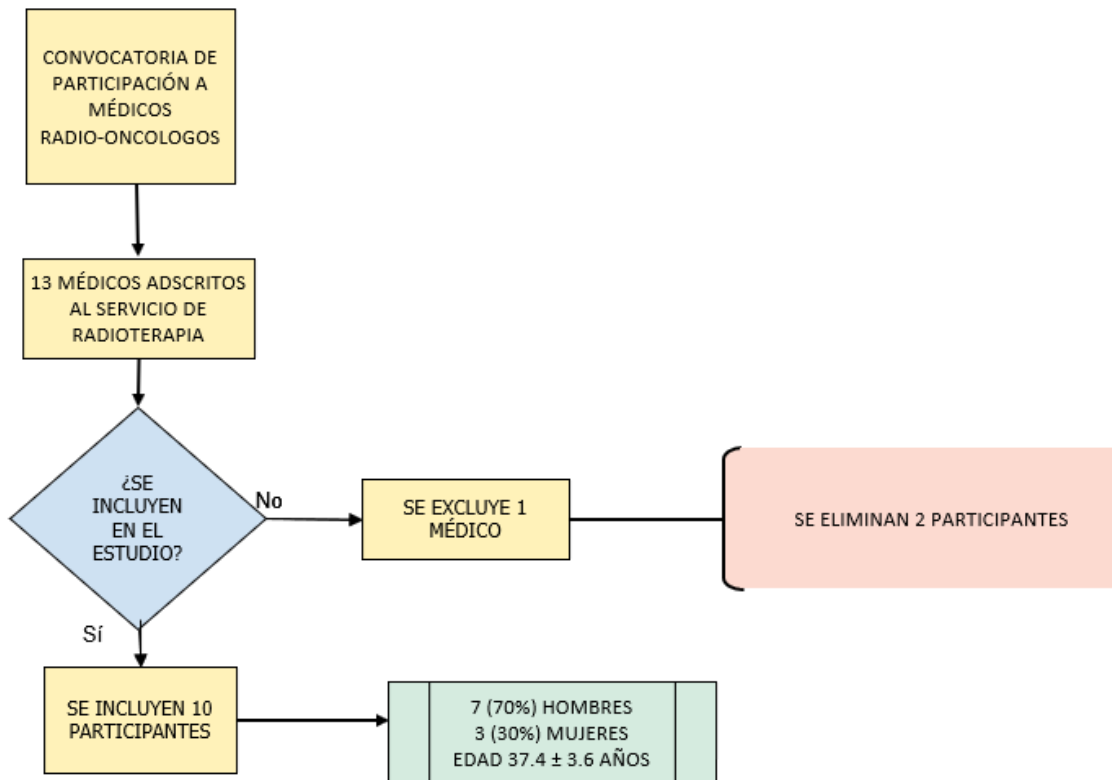 CONVOCATORIA DE
PARTICIPACIÓN A
MÉDICOS
RADIO-ONCOLOGOS
13 MÉDICOS ADSCRITOS
AL SERVICIO DE
RADIOTERAPIA
¿SE
INCLUYEN
EN EL
ESTUDIO?
No
SE EXCLUYE 1
MÉDICO
SE ELIMINAN 2 PARTICIPANTES
Sí
SE INCLUYEN 10
PARTICIPANTES
7 (70%) HOMBRES
3 (30%) MUJERES
EDAD 37.4 ± 3.6 AÑOS